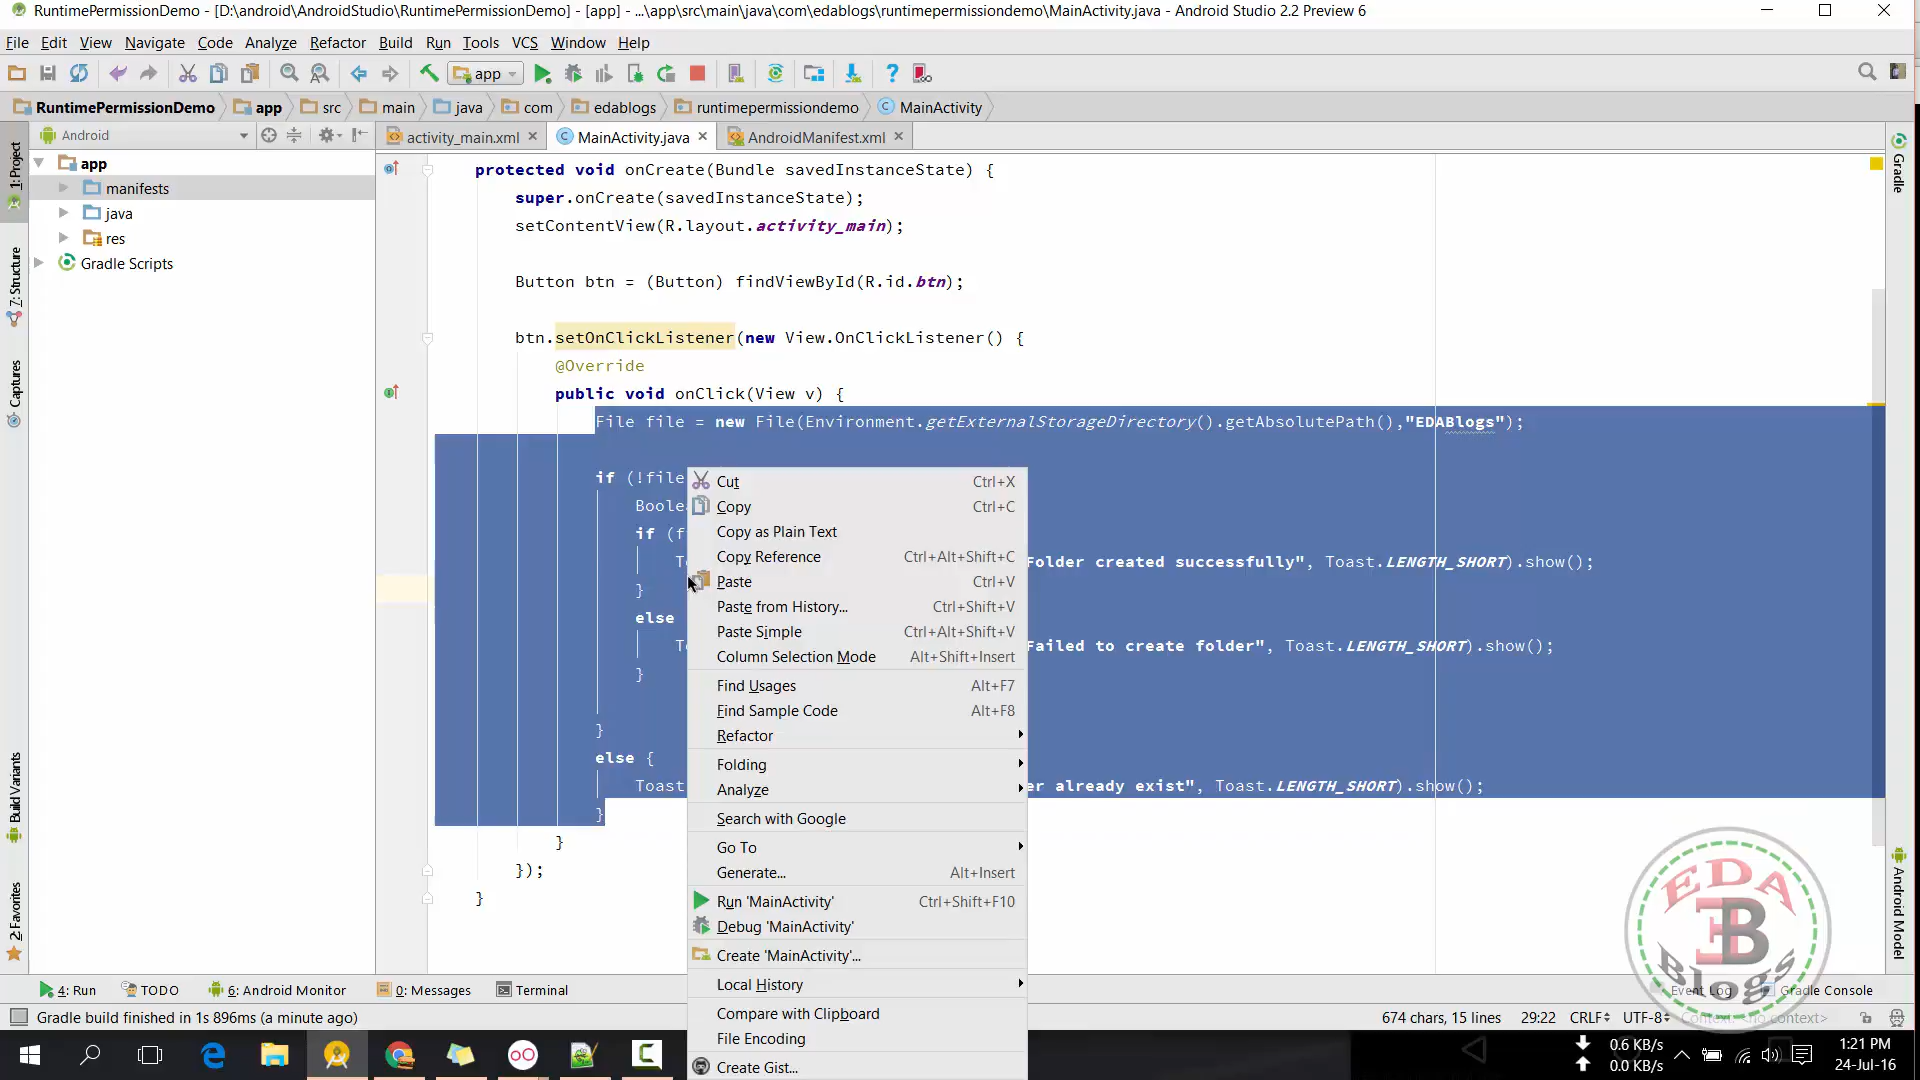 RuntimePermissionDemo - [D:\android\AndroidStudio\RuntimePermissionDemo] - [app] - ...\app\src\main\java\com\edablogs\runtimepermissiondemo\MainActivity.java - Android Studio 2.2 Preview 6
File Edit View Navigate Code Analyze Refactor Build Run Tools VCS Window Help
app
RuntimePermissionDemo app src main java com edablogs runtimepermissiondemo MainActivity
Android
activity_main.xml MainActivity.java AndroidManifest.xml
1: Project
7: Structure
Captures
Build Variants
2: Favorites
app
manifests
java
res
Gradle Scripts
protected void onCreate(Bundle savedInstanceState) {
super.onCreate(savedInstanceState);
setContentView(R.layout.activity_main);
Button btn = (Button) findViewById(R.id.btn);
btn.setOnClickListener(new View.OnClickListener() {
@Override
public void onClick(View v) {
File file = new File(Environment.getExternalStorageDirectory().getAbsolutePath(),"EDABlogs");
if (!file
Boole
if (f
Folder created successfully", Toast.LENGTH_SHORT).show();
}
else
Failed to create folder", Toast.LENGTH_SHORT).show();
}
}
else {
Toast. er already exist", Toast.LENGTH_SHORT).show();
}
}
});
}
Cut Ctrl+X
Copy Ctrl+C
Copy as Plain Text
Copy Reference Ctrl+Alt+Shift+C
Paste Ctrl+V
Paste from History... Ctrl+Shift+V
Paste Simple Ctrl+Alt+Shift+V
Column Selection Mode Alt+Shift+Insert
Find Usages Alt+F7
Find Sample Code Alt+F8
Refactor
Folding
Analyze
Search with Google
Go To
Generate... Alt+Insert
Run 'MainActivity' Ctrl+Shift+F10
Debug 'MainActivity'
Create 'MainActivity'...
Local History
Compare with Clipboard
File Encoding
Create Gist...
Gradle
Android Model
EDA
EB
Blogs
4: Run TODO 6: Android Monitor 0: Messages Terminal Event Log Gradle Console
Gradle build finished in 1s 896ms (a minute ago) 674 chars, 15 lines 29:22 CRLF UTF-8 Context: <no context>
0.6 KB/s
0.0 KB/s
1:21 PM
24-Jul-16